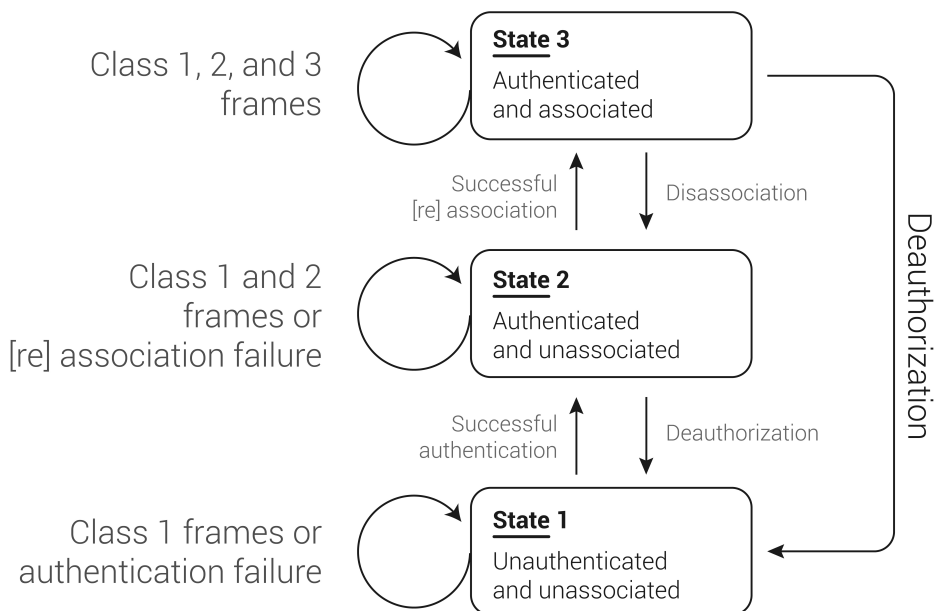 Class 1, 2, and 3
frames
State 3
Authenticated
and associated
Successful
[re] association
Disassociation
Class 1 and 2
frames or
[re] association failure
State 2
Authenticated
and unassociated
Successful
authentication
Deauthorization
Deauthorization
Class 1 frames or
authentication failure
State 1
Unauthenticated
and unassociated